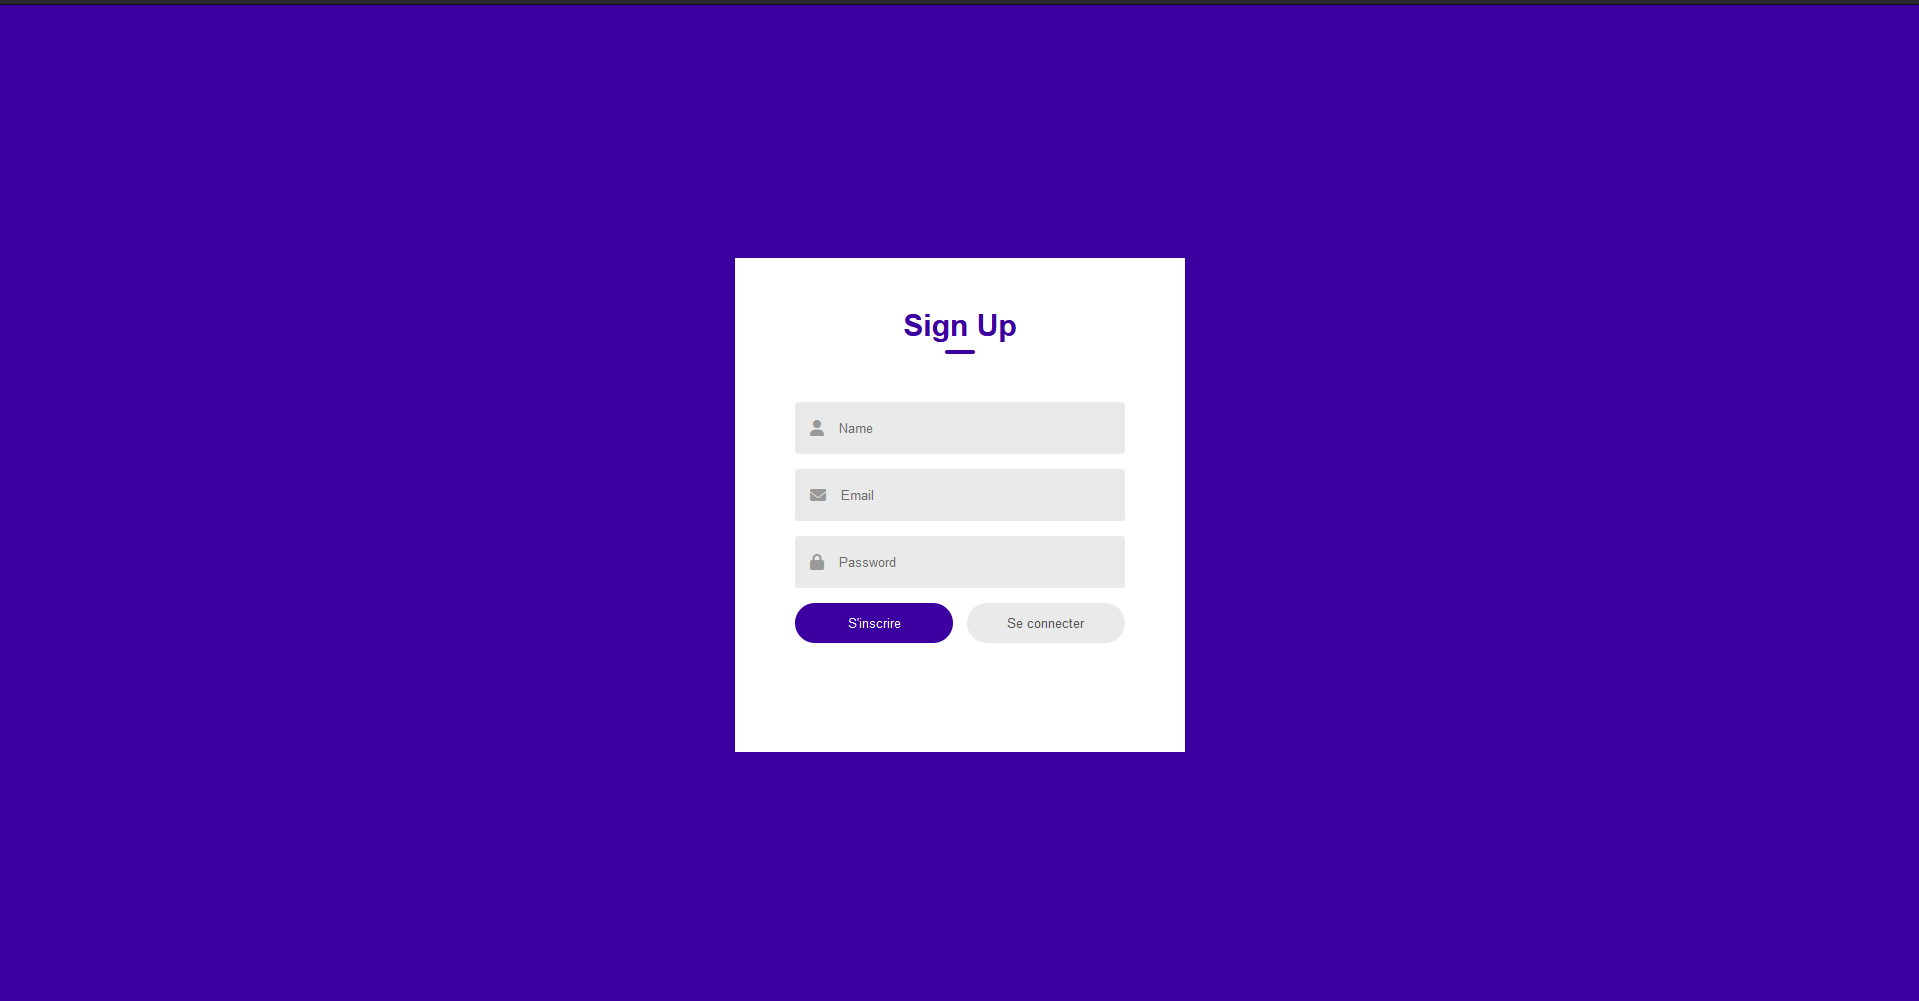 Sign Up
Name
Email
Password
S'inscrire
Se connecter